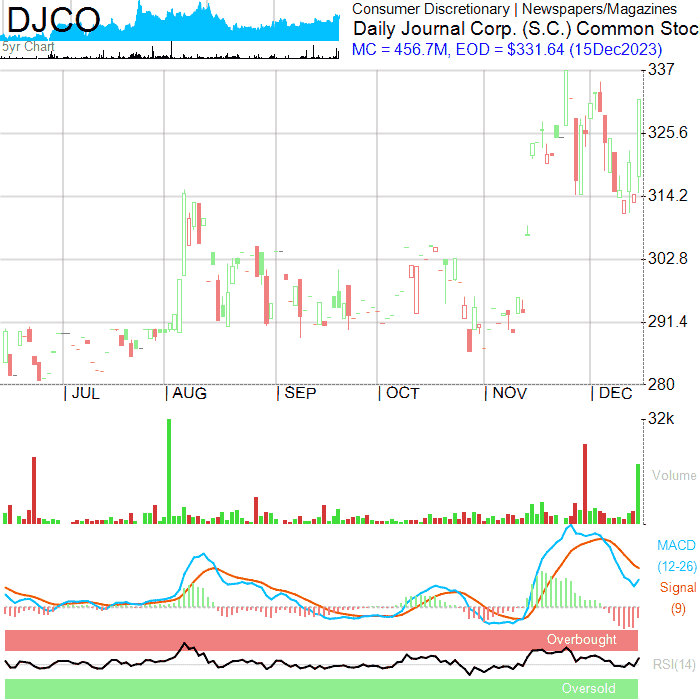 DJCO
5yr Chart
Consumer Discretionary | Newspapers/Magazines
Daily Journal Corp. (S.C.) Common Stoc
MC = 456.7M, EOD = $331.64 (15Dec2023)
337
325.6
314.2
302.8
291.4
280
| JUL | AUG | SEP | OCT | NOV | DEC
32k
Volume
MACD
(12-26)
Signal
(9)
Overbought
RSI(14)
Oversold